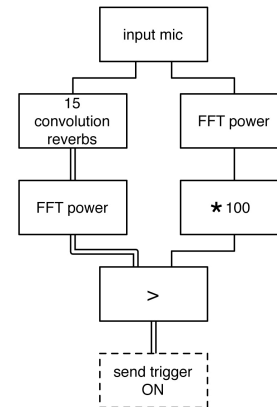 input mic
15
convolution
reverbs
FFT power
FFT power
* 100
>
send trigger
ON